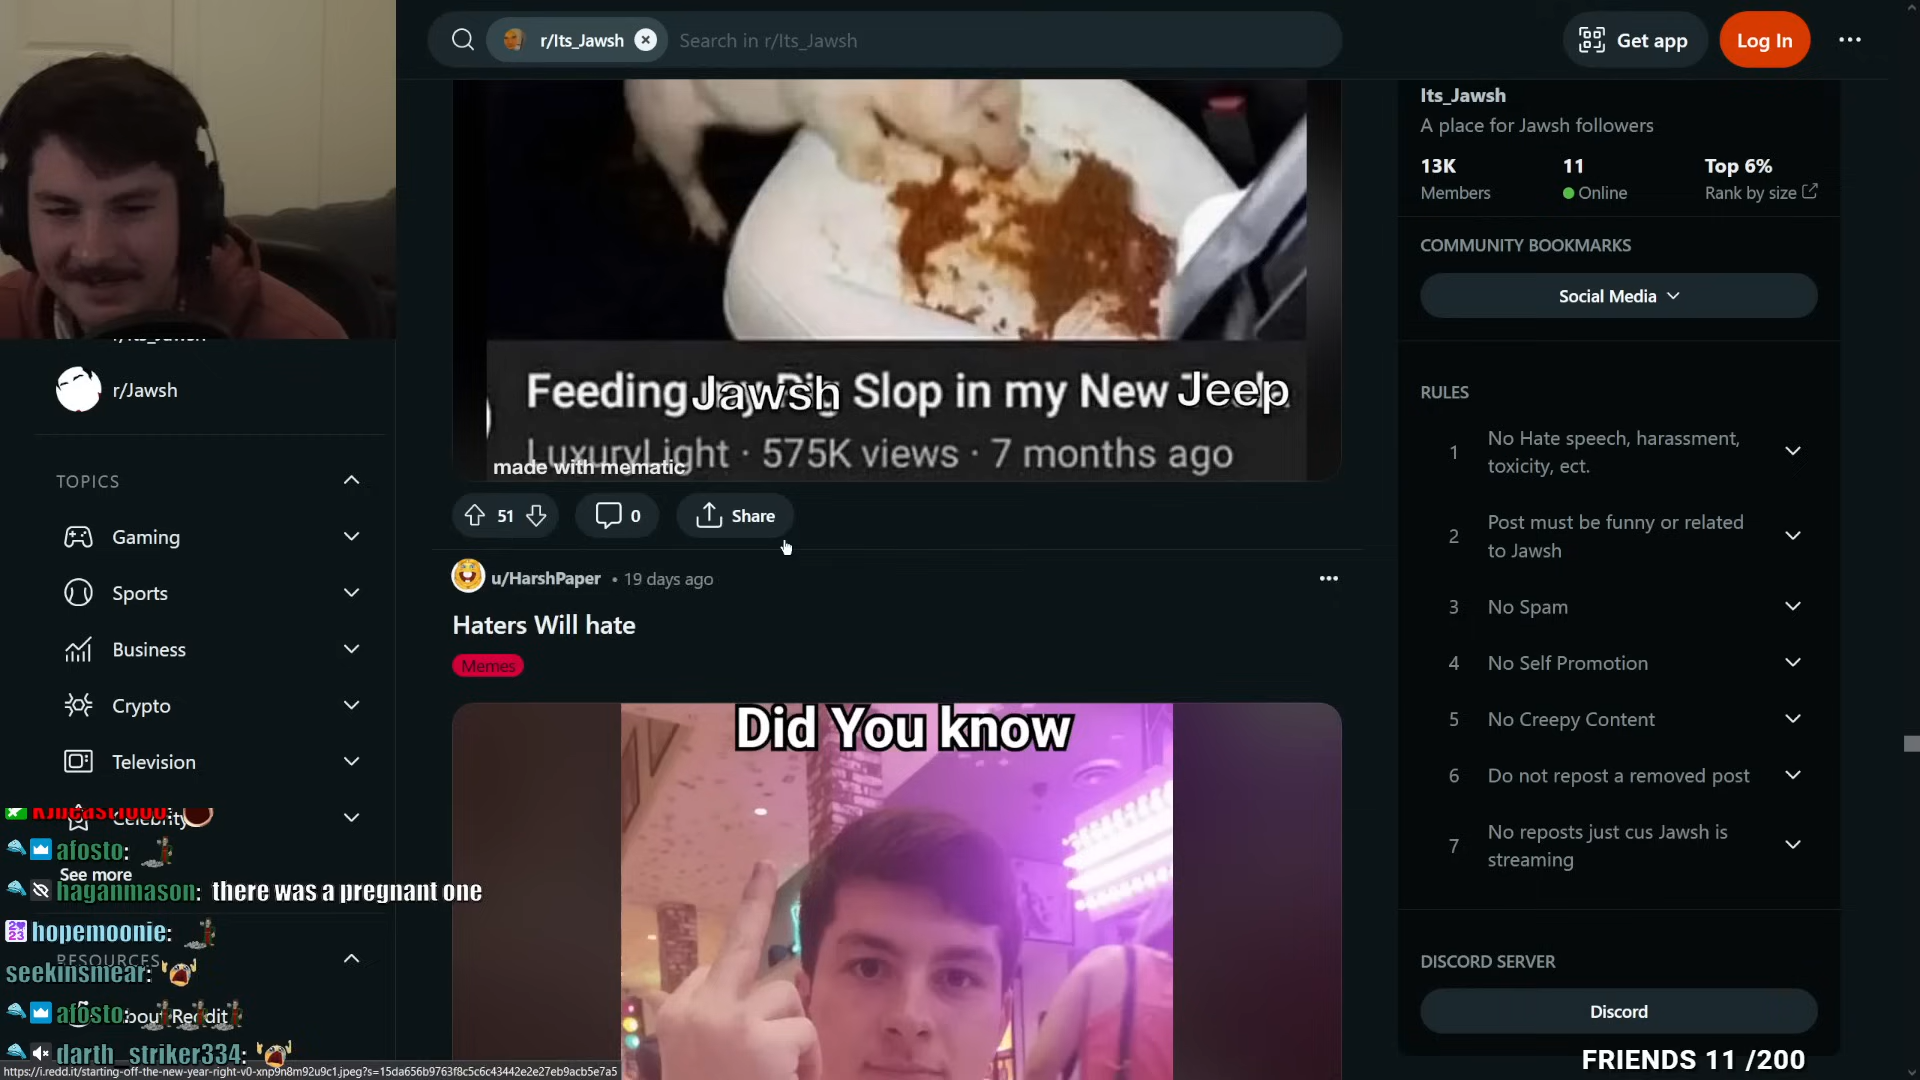 r/Its_Jawsh
Search in r/Its_Jawsh
Get app
Log In
r/Jawsh
TOPICS
Gaming
Sports
Business
Crypto
Television
Celebrity
See more
RESOURCES
About Reddit
afosto:
haganmason: there was a pregnant one
hopemoonie:
seekinsmear:
afosto:
darth_striker334:
https://i.redd.it/starting-off-the-new-year-right-v0-xnp9n8m92u9c1.jpeg?s=15da656b9763f8c5c6c43442e2e27eb9acb5e7a5
Feeding Jawsh Slop in my New Jeep
LuxuryLight · 575K views · 7 months ago
made with mematic
51
0
Share
u/HarshPaper • 19 days ago
Haters Will hate
Memes
Did You know
Its_Jawsh
A place for Jawsh followers
13K
Members
11
Online
Top 6%
Rank by size
COMMUNITY BOOKMARKS
Social Media
RULES
1 No Hate speech, harassment,
toxicity, ect.
2 Post must be funny or related
to Jawsh
3 No Spam
4 No Self Promotion
5 No Creepy Content
6 Do not repost a removed post
7 No reposts just cus Jawsh is
streaming
DISCORD SERVER
Discord
FRIENDS 11 /200